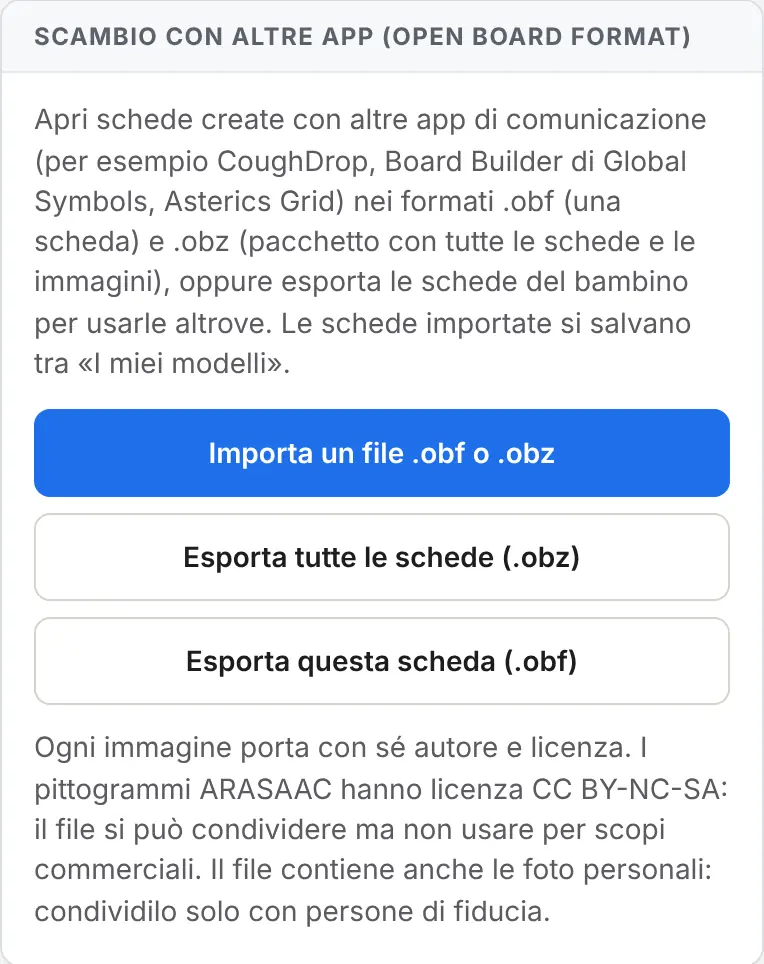 SCAMBIO CON ALTRE APP (OPEN BOARD FORMAT)
Apri schede create con altre app di comunicazione
(per esempio CoughDrop, Board Builder di Global
Symbols, Asterics Grid) nei formati .obf (una
scheda) e .obz (pacchetto con tutte le schede e le
immagini), oppure esporta le schede del bambino
per usarle altrove. Le schede importate si salvano
tra «I miei modelli».
Importa un file .obf o .obz
Esporta tutte le schede (.obz)
Esporta questa scheda (.obf)
Ogni immagine porta con sé autore e licenza. I
pittogrammi ARASAAC hanno licenza CC BY-NC-SA:
il file si può condividere ma non usare per scopi
commerciali. Il file contiene anche le foto personali:
condividilo solo con persone di fiducia.